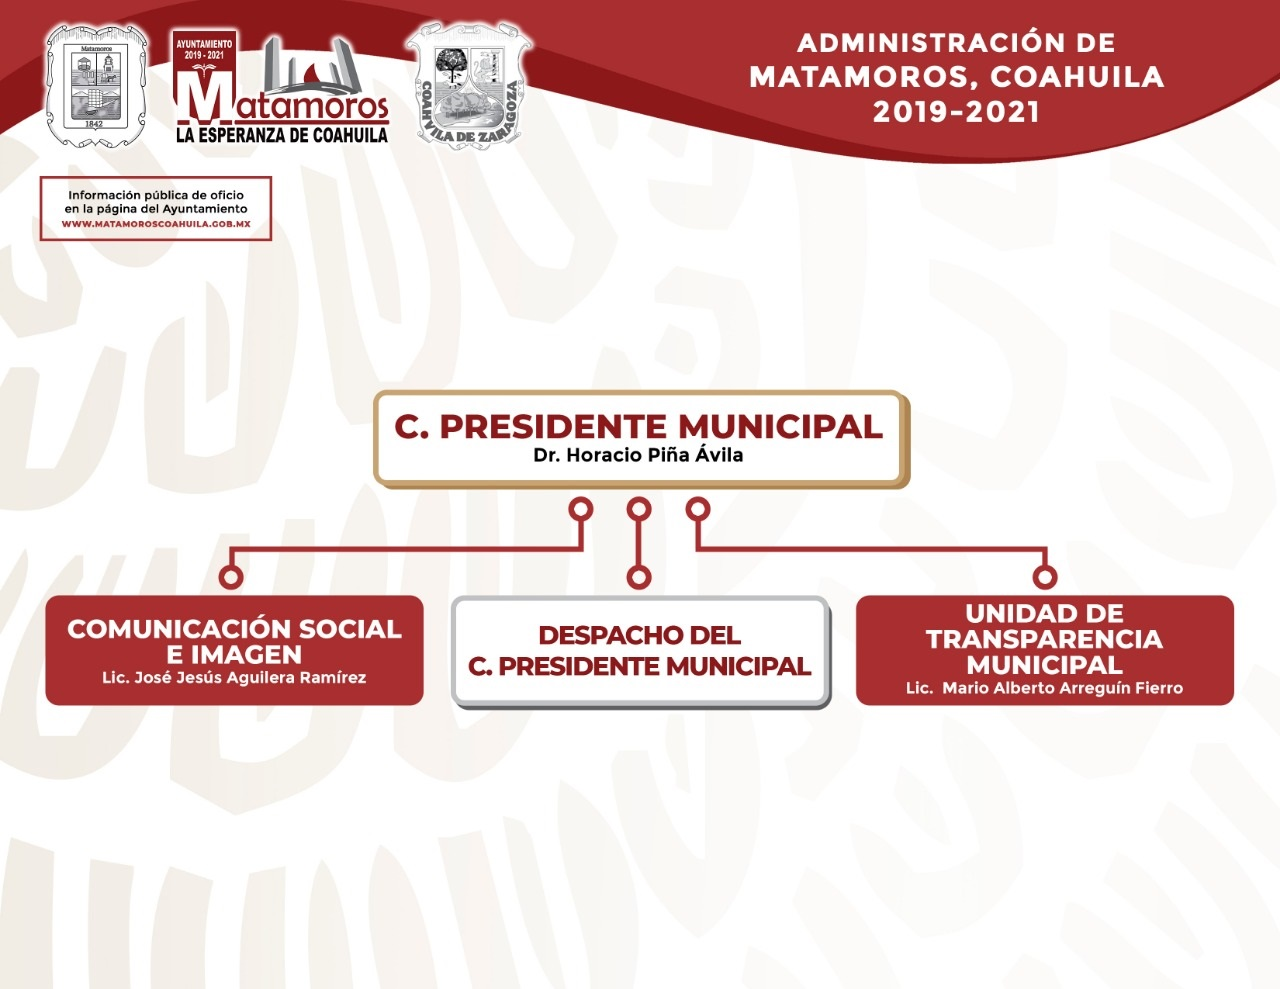 Matamoros
1842
AYUNTAMIENTO
2019 - 2021
Matamoros
LA ESPERANZA DE COAHUILA
COAHVILA DE ZARAGOZA
ADMINISTRACIÓN DE
MATAMOROS, COAHUILA
2019-2021
Información pública de oficio
en la página del Ayuntamiento
WWW.MATAMOROSCOAHUILA.GOB.MX
C. PRESIDENTE MUNICIPAL
Dr. Horacio Piña Ávila
COMUNICACIÓN SOCIAL
E IMAGEN
Lic. José Jesús Aguilera Ramírez
DESPACHO DEL
C. PRESIDENTE MUNICIPAL
UNIDAD DE
TRANSPARENCIA
MUNICIPAL
Lic.  Mario Alberto Arreguín Fierro